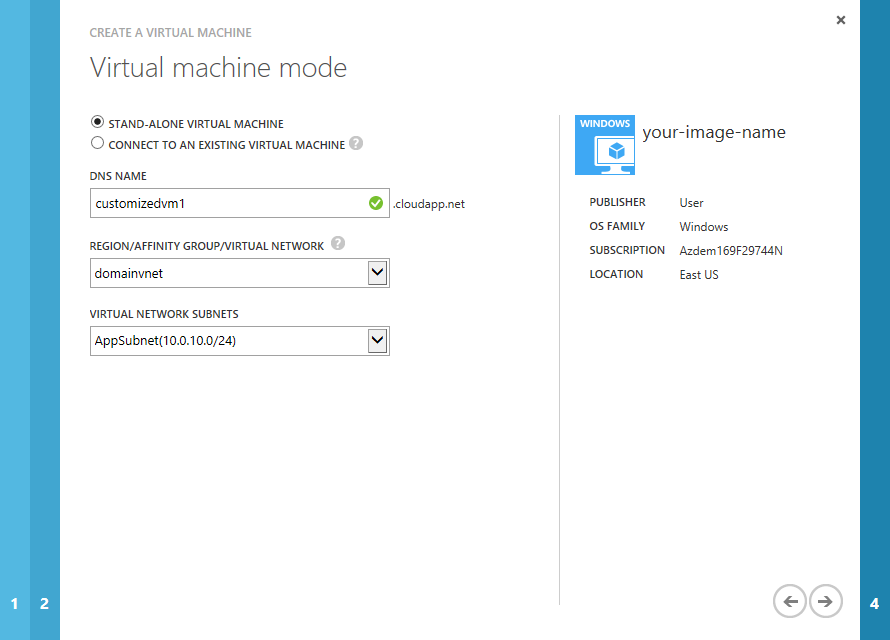 CREATE A VIRTUAL MACHINE
Virtual machine mode
STAND-ALONE VIRTUAL MACHINE
CONNECT TO AN EXISTING VIRTUAL MACHINE ?
DNS NAME
customizedvm1 .cloudapp.net
REGION/AFFINITY GROUP/VIRTUAL NETWORK ?
domainvnet
VIRTUAL NETWORK SUBNETS
AppSubnet(10.0.10.0/24)
WINDOWS
your-image-name
PUBLISHER User
OS FAMILY Windows
SUBSCRIPTION Azdem169F29744N
LOCATION East US
1 2
4